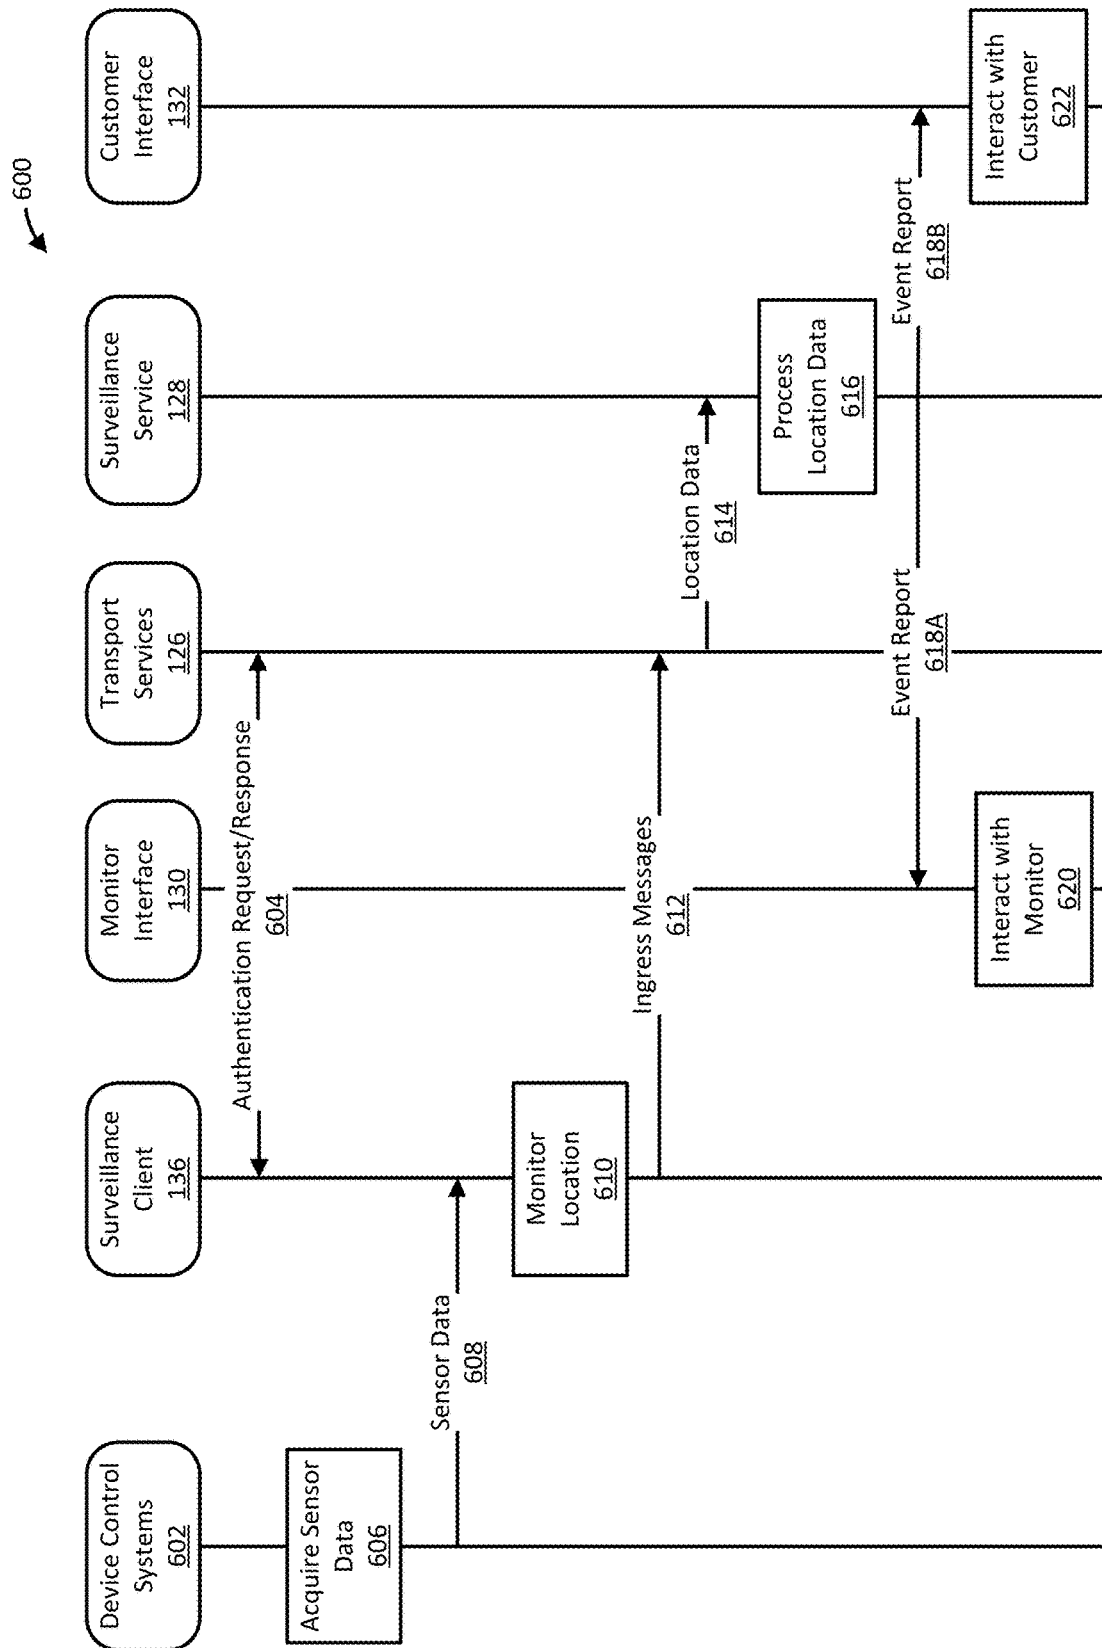 600
Device Control
Systems
602
Surveillance
Client
136
Monitor
Interface
130
Transport
Services
126
Surveillance
Service
128
Customer
Interface
132
Authentication Request/Response
604
Acquire Sensor
Data
606
Sensor Data
608
Monitor
Location
610
Ingress Messages
612
Location Data
614
Process
Location Data
616
Event Report
618A
Event Report
618B
Interact with
Monitor
620
Interact with
Customer
622